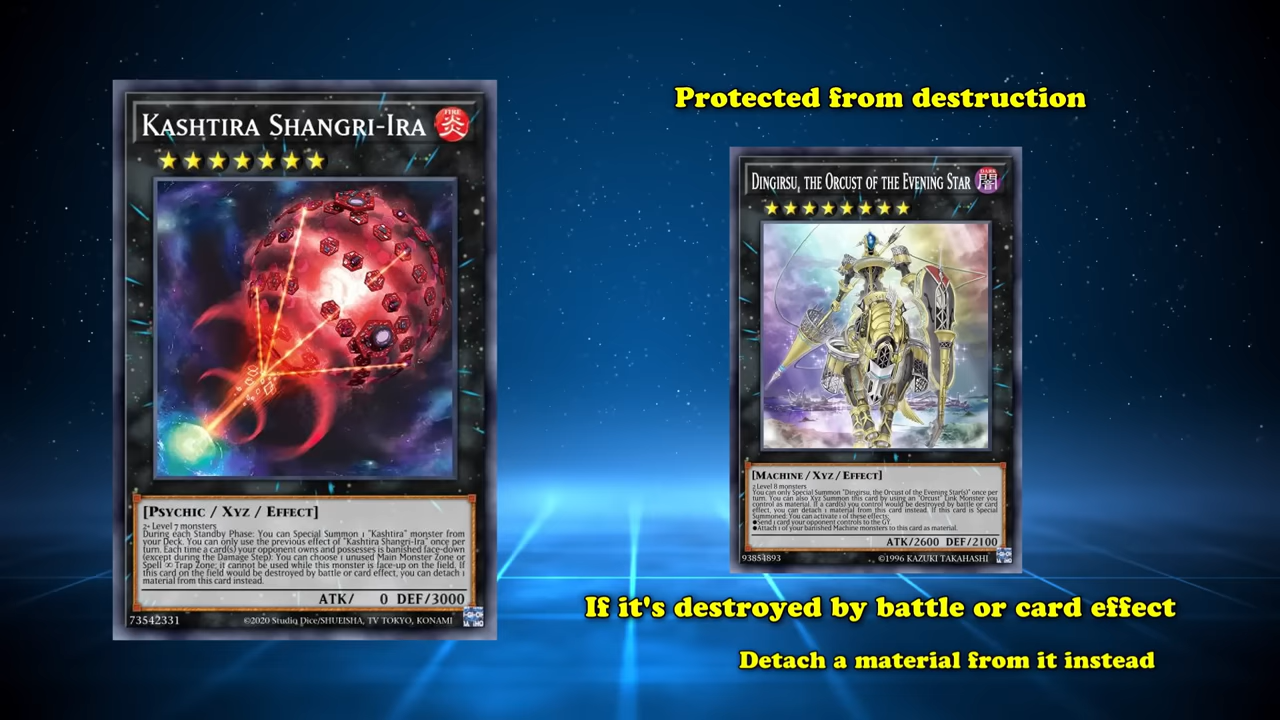 KASHTIRA SHANGRI-IRA
FIRE
炎
[PSYCHIC / XYZ / EFFECT]
2+ Level 7 monsters
During each Standby Phase: You can Special Summon 1 "Kashtira" monster from
your Deck. You can only use the previous effect of "Kashtira Shangri-Ira" once per
turn. Each time a card(s) your opponent owns and possesses is banished face-down
(except during the Damage Step): You can choose 1 unused Main Monster Zone or
Spell & Trap Zone; it cannot be used while this monster is face-up on the field. If
this card on the field would be destroyed by battle or card effect, you can detach 1
material from this card instead.
ATK/ 0 DEF/3000
73542331
©2020 Studio Dice/SHUEISHA, TV TOKYO, KONAMI
Protected from destruction
DINGIRSU, THE ORCUST OF THE EVENING STAR
DARK
闇
[MACHINE / XYZ / EFFECT]
2 Level 8 monsters
You can only Special Summon "Dingirsu, the Orcust of the Evening Star(s)" once per
turn. You can also Xyz Summon this card by using an "Orcust" Link Monster you
control as material. If a card you control would be destroyed by battle or card
effect, you can detach 1 material from this card instead. If this card is Special
Summoned: You can activate 1 of these effects;
●Send 1 card your opponent controls to the GY.
●Attach 1 of your banished Machine monsters to this card as material.
ATK/2600 DEF/2100
93854893
©1996 KAZUKI TAKAHASHI
If it's destroyed by battle or card effect
Detach a material from it instead